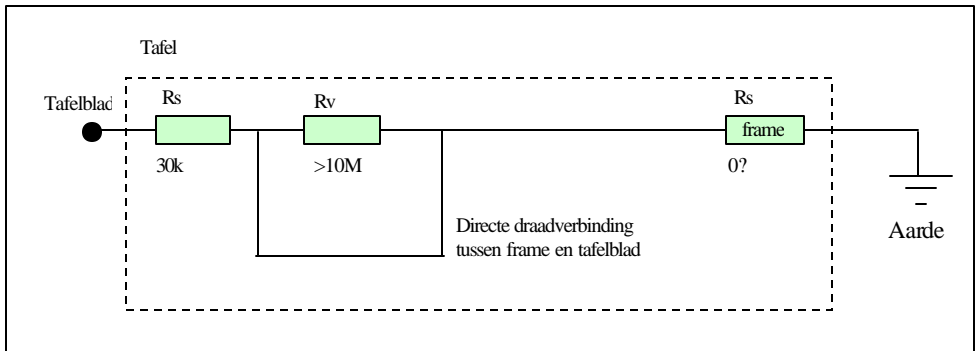 Tafel
Tafelblad
Rs
Rv
Rs
frame
30k
>10M
0?
Directe draadverbinding
tussen frame en tafelblad
Aarde